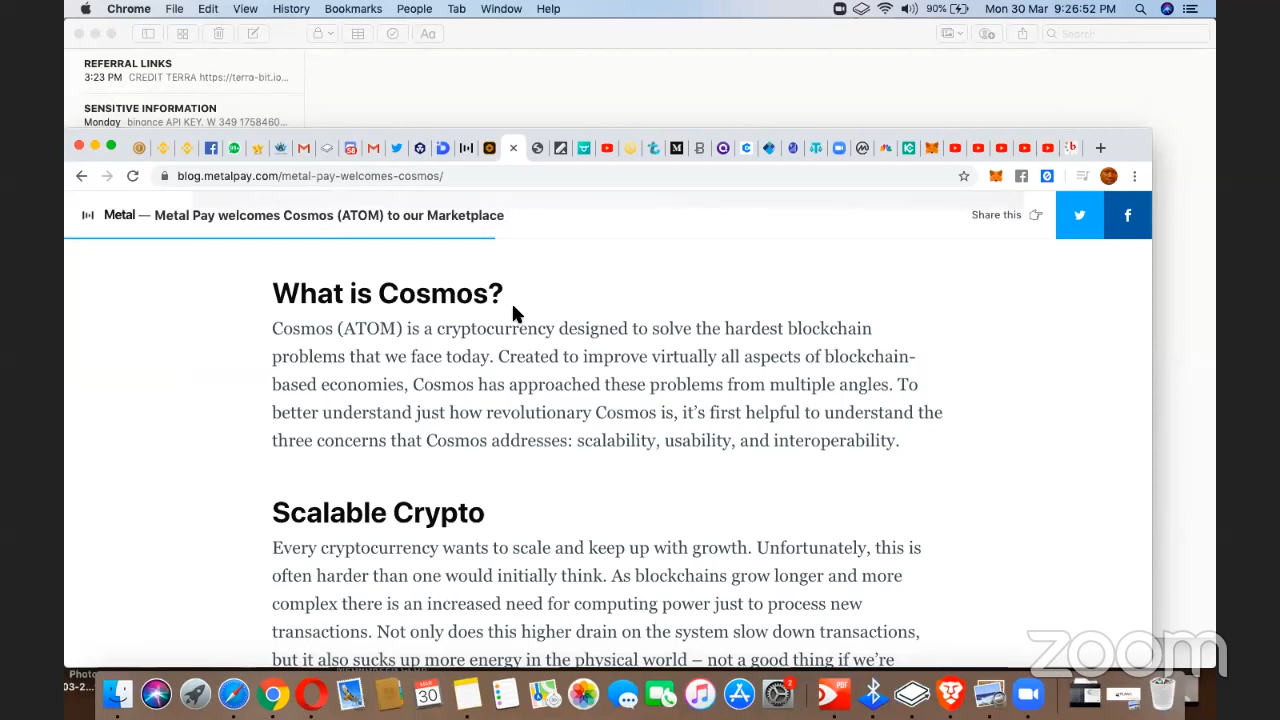 Chrome File Edit View History Bookmarks People Tab Window Help 90% Mon 30 Mar 9:26:52 PM
Aa Search
REFERRAL LINKS
3:23 PM CREDIT TERRA https://terra-bit.io...
SENSITIVE INFORMATION
Monday binance API KEY. W 349 1758460...
blog.metalpay.com/metal-pay-welcomes-cosmos/
Metal — Metal Pay welcomes Cosmos (ATOM) to our Marketplace Share this
What is Cosmos?
Cosmos (ATOM) is a cryptocurrency designed to solve the hardest blockchain
problems that we face today. Created to improve virtually all aspects of blockchain-
based economies, Cosmos has approached these problems from multiple angles. To
better understand just how revolutionary Cosmos is, it's first helpful to understand the
three concerns that Cosmos addresses: scalability, usability, and interoperability.
Scalable Crypto
Every cryptocurrency wants to scale and keep up with growth. Unfortunately, this is
often harder than one would initially think. As blockchains grow longer and more
complex there is an increased need for computing power just to process new
transactions. Not only does this higher drain on the system slow down transactions,
but it also sucks up more energy in the physical world – not a good thing if we're
zoom
Photo
03-2...
30
2
PDF